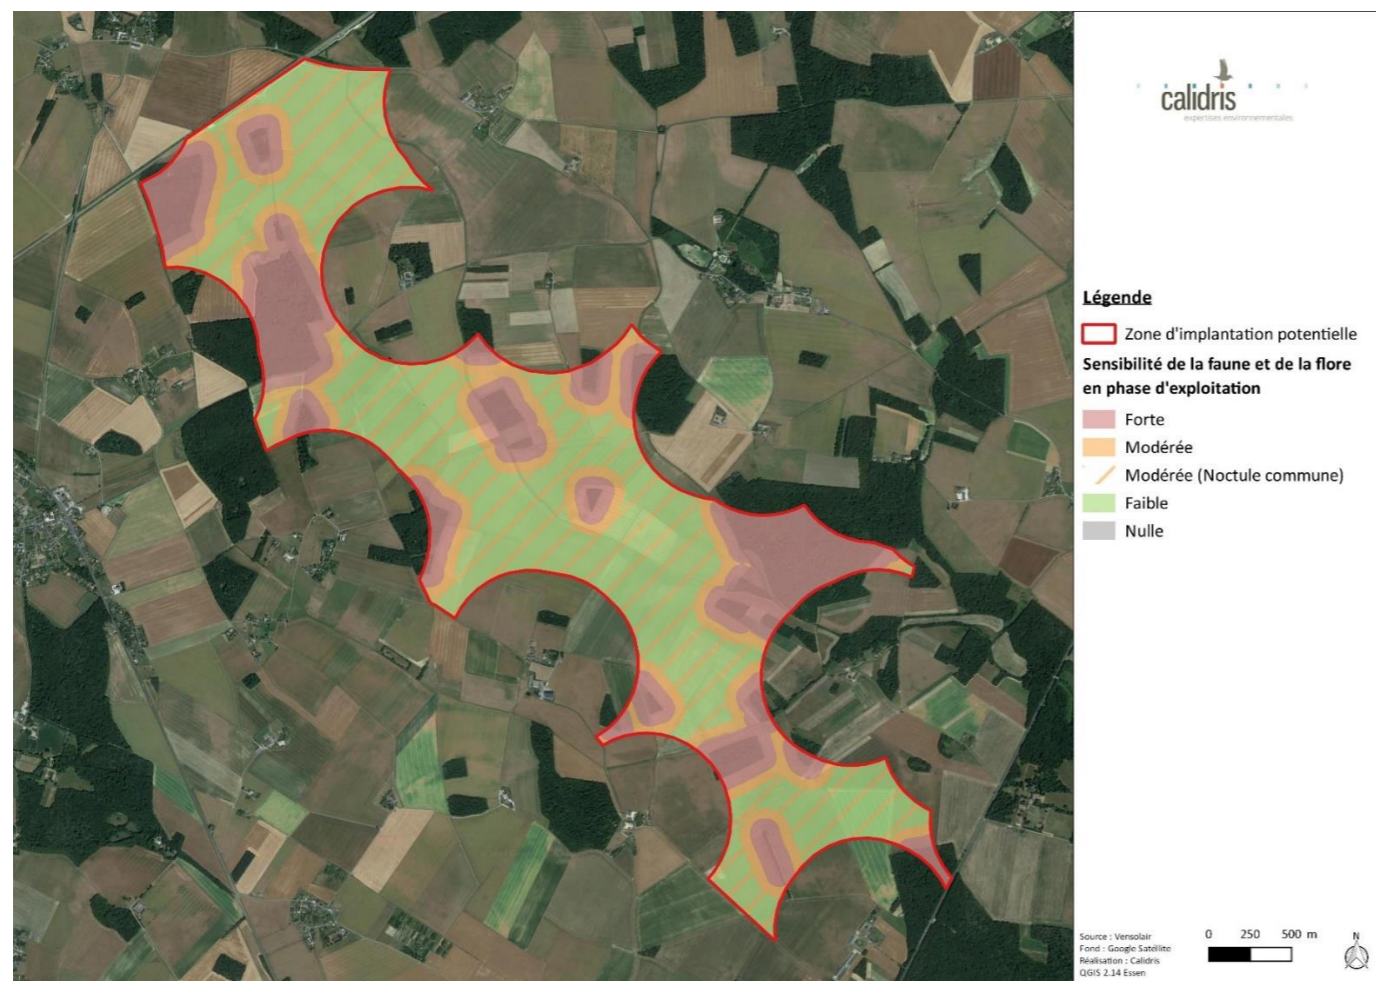 calidris
expertises environnementales
Légende
Zone d'implantation potentielle
Sensibilité de la faune et de la flore
en phase d'exploitation
Forte
Modérée
Modérée (Noctule commune)
Faible
Nulle
Source : Vensolair
Fond : Google Satéllite
Réalisation : Calidris
QGIS 2.14 Essen
0 250 500 m
N